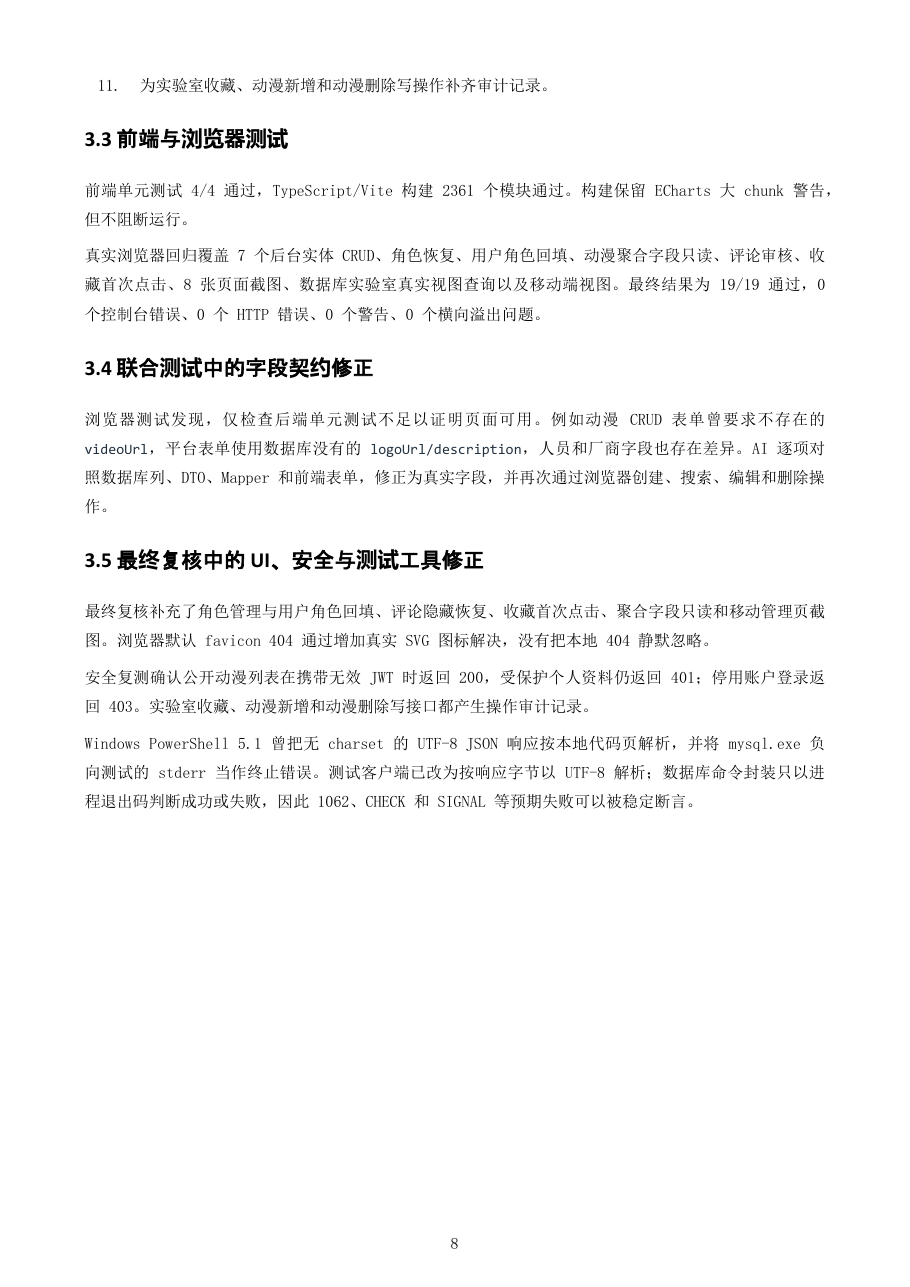 11. 为实验室收藏、动漫新增和动漫删除写操作补齐审计记录。
3.3 前端与浏览器测试
前端单元测试 4/4 通过，TypeScript/Vite 构建 2361 个模块通过。构建保留 ECharts 大 chunk 警告，
但不阻断运行。
真实浏览器回归覆盖 7 个后台实体 CRUD、角色恢复、用户角色回填、动漫聚合字段只读、评论审核、收
藏首次点击、8 张页面截图、数据库实验室真实视图查询以及移动端视图。最终结果为 19/19 通过，0
个控制台错误、0 个 HTTP 错误、0 个警告、0 个横向溢出问题。
3.4 联合测试中的字段契约修正
浏览器测试发现，仅检查后端单元测试不足以证明页面可用。例如动漫 CRUD 表单曾要求不存在的
videoUrl，平台表单使用数据库没有的 logoUrl/description，人员和厂商字段也存在差异。AI 逐项对
照数据库列、DTO、Mapper 和前端表单，修正为真实字段，并再次通过浏览器创建、搜索、编辑和删除操
作。
3.5 最终复核中的 UI、安全与测试工具修正
最终复核补充了角色管理与用户角色回填、评论隐藏恢复、收藏首次点击、聚合字段只读和移动管理页截
图。浏览器默认 favicon 404 通过增加真实 SVG 图标解决，没有把本地 404 静默忽略。
安全复测确认公开动漫列表在携带无效 JWT 时返回 200，受保护个人资料仍返回 401；停用账户登录返
回 403。实验室收藏、动漫新增和动漫删除写接口都产生操作审计记录。
Windows PowerShell 5.1 曾把无 charset 的 UTF-8 JSON 响应按本地代码页解析，并将 mysql.exe 负
向测试的 stderr 当作终止错误。测试客户端已改为按响应字节以 UTF-8 解析；数据库命令封装只以进
程退出码判断成功或失败，因此 1062、CHECK 和 SIGNAL 等预期失败可以被稳定断言。
8